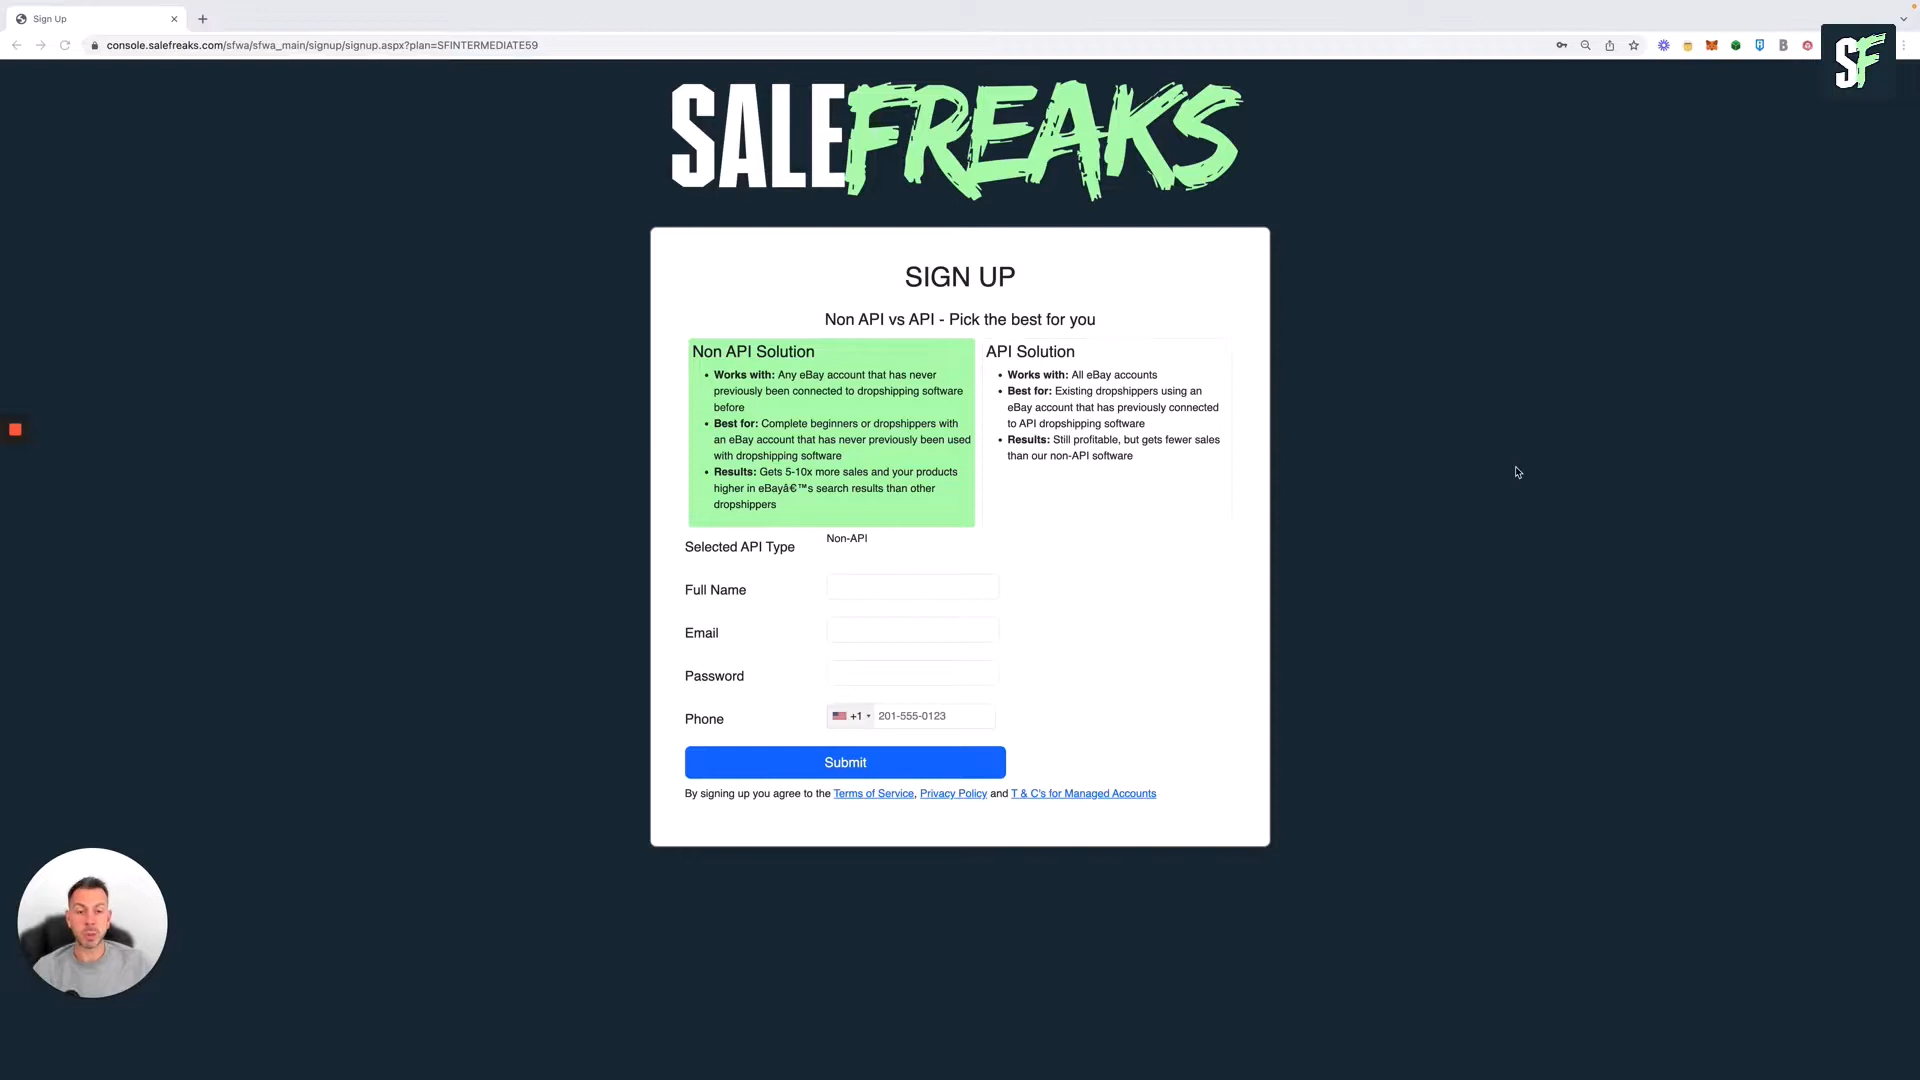 Sign Up
console.salefreaks.com/sfwa/sfwa_main/signup/signup.aspx?plan=SFINTERMEDIATE59
SF
SALEFREAKS
SIGN UP
Non API vs API - Pick the best for you
Non API Solution
• Works with: Any eBay account that has never
previously been connected to dropshipping software
before
• Best for: Complete beginners or dropshippers with
an eBay account that has never previously been used
with dropshipping software
• Results: Gets 5-10x more sales and your products
higher in eBayâ€™s search results than other
dropshippers
API Solution
• Works with: All eBay accounts
• Best for: Existing dropshippers using an
eBay account that has previously connected
to API dropshipping software
• Results: Still profitable, but gets fewer sales
than our non-API software
Selected API Type
Non-API
Full Name
Email
Password
Phone
+1
201-555-0123
Submit
By signing up you agree to the Terms of Service, Privacy Policy and T & C's for Managed Accounts